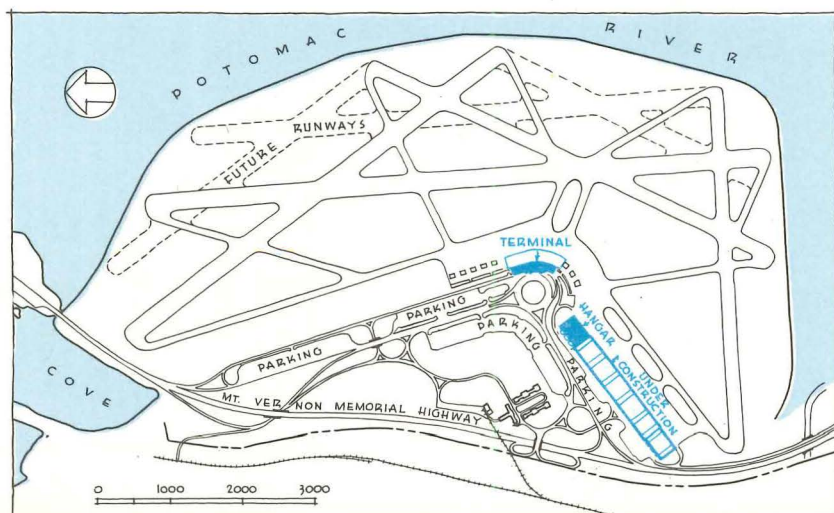 POTOMAC RIVER
FUTURE RUNWAYS
TERMINAL
PARKING
PARKING
PARKING
PARKING
HANGAR
UNDER
CONSTRUCTION
COVE
MT. VERNON MEMORIAL HIGHWAY
0 1000 2000 3000